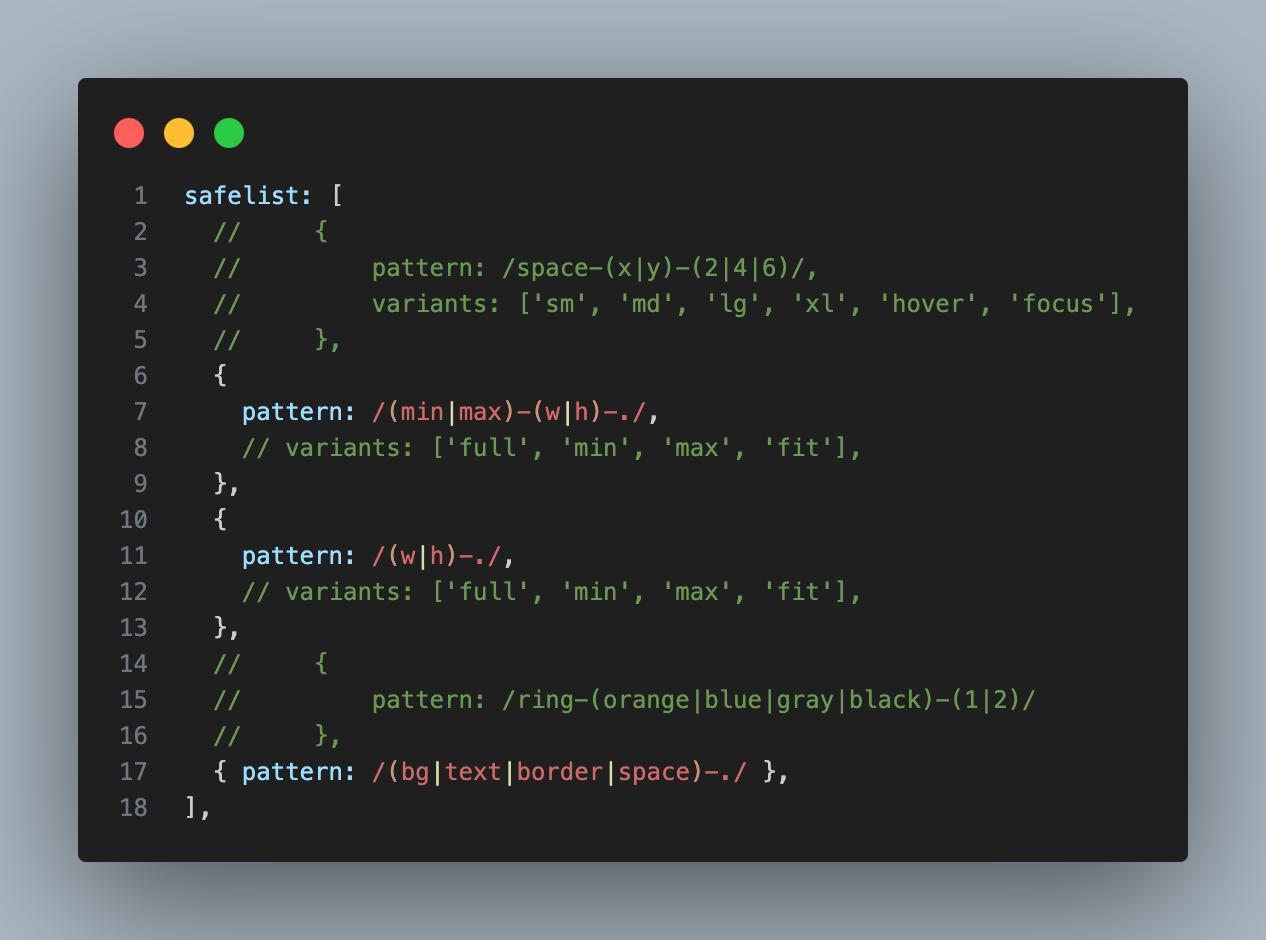 1 safelist: [
2 //     {
3 //         pattern: /space-(x|y)-(2|4|6)/,
4 //         variants: ['sm', 'md', 'lg', 'xl', 'hover', 'focus'],
5 //     },
6 {
7 pattern: /(min|max)-(w|h)-./,
8 // variants: ['full', 'min', 'max', 'fit'],
9 },
10 {
11 pattern: /(w|h)-./,
12 // variants: ['full', 'min', 'max', 'fit'],
13 },
14 //     {
15 //         pattern: /ring-(orange|blue|gray|black)-(1|2)/
16 //     },
17 { pattern: /(bg|text|border|space)-./ },
18 ],